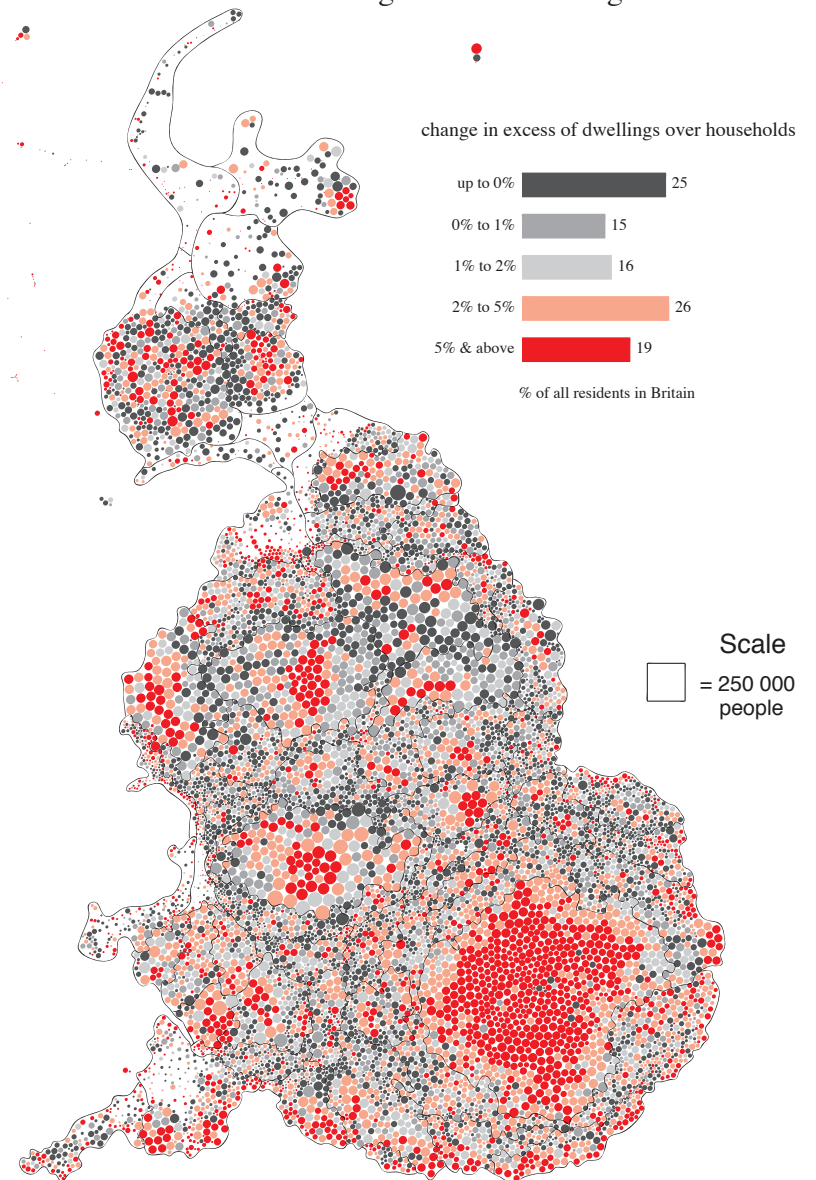 change in excess of dwellings over households
up to 0% 25
0% to 1% 15
1% to 2% 16
2% to 5% 26
5% & above 19
% of all residents in Britain
Scale
= 250 000
people